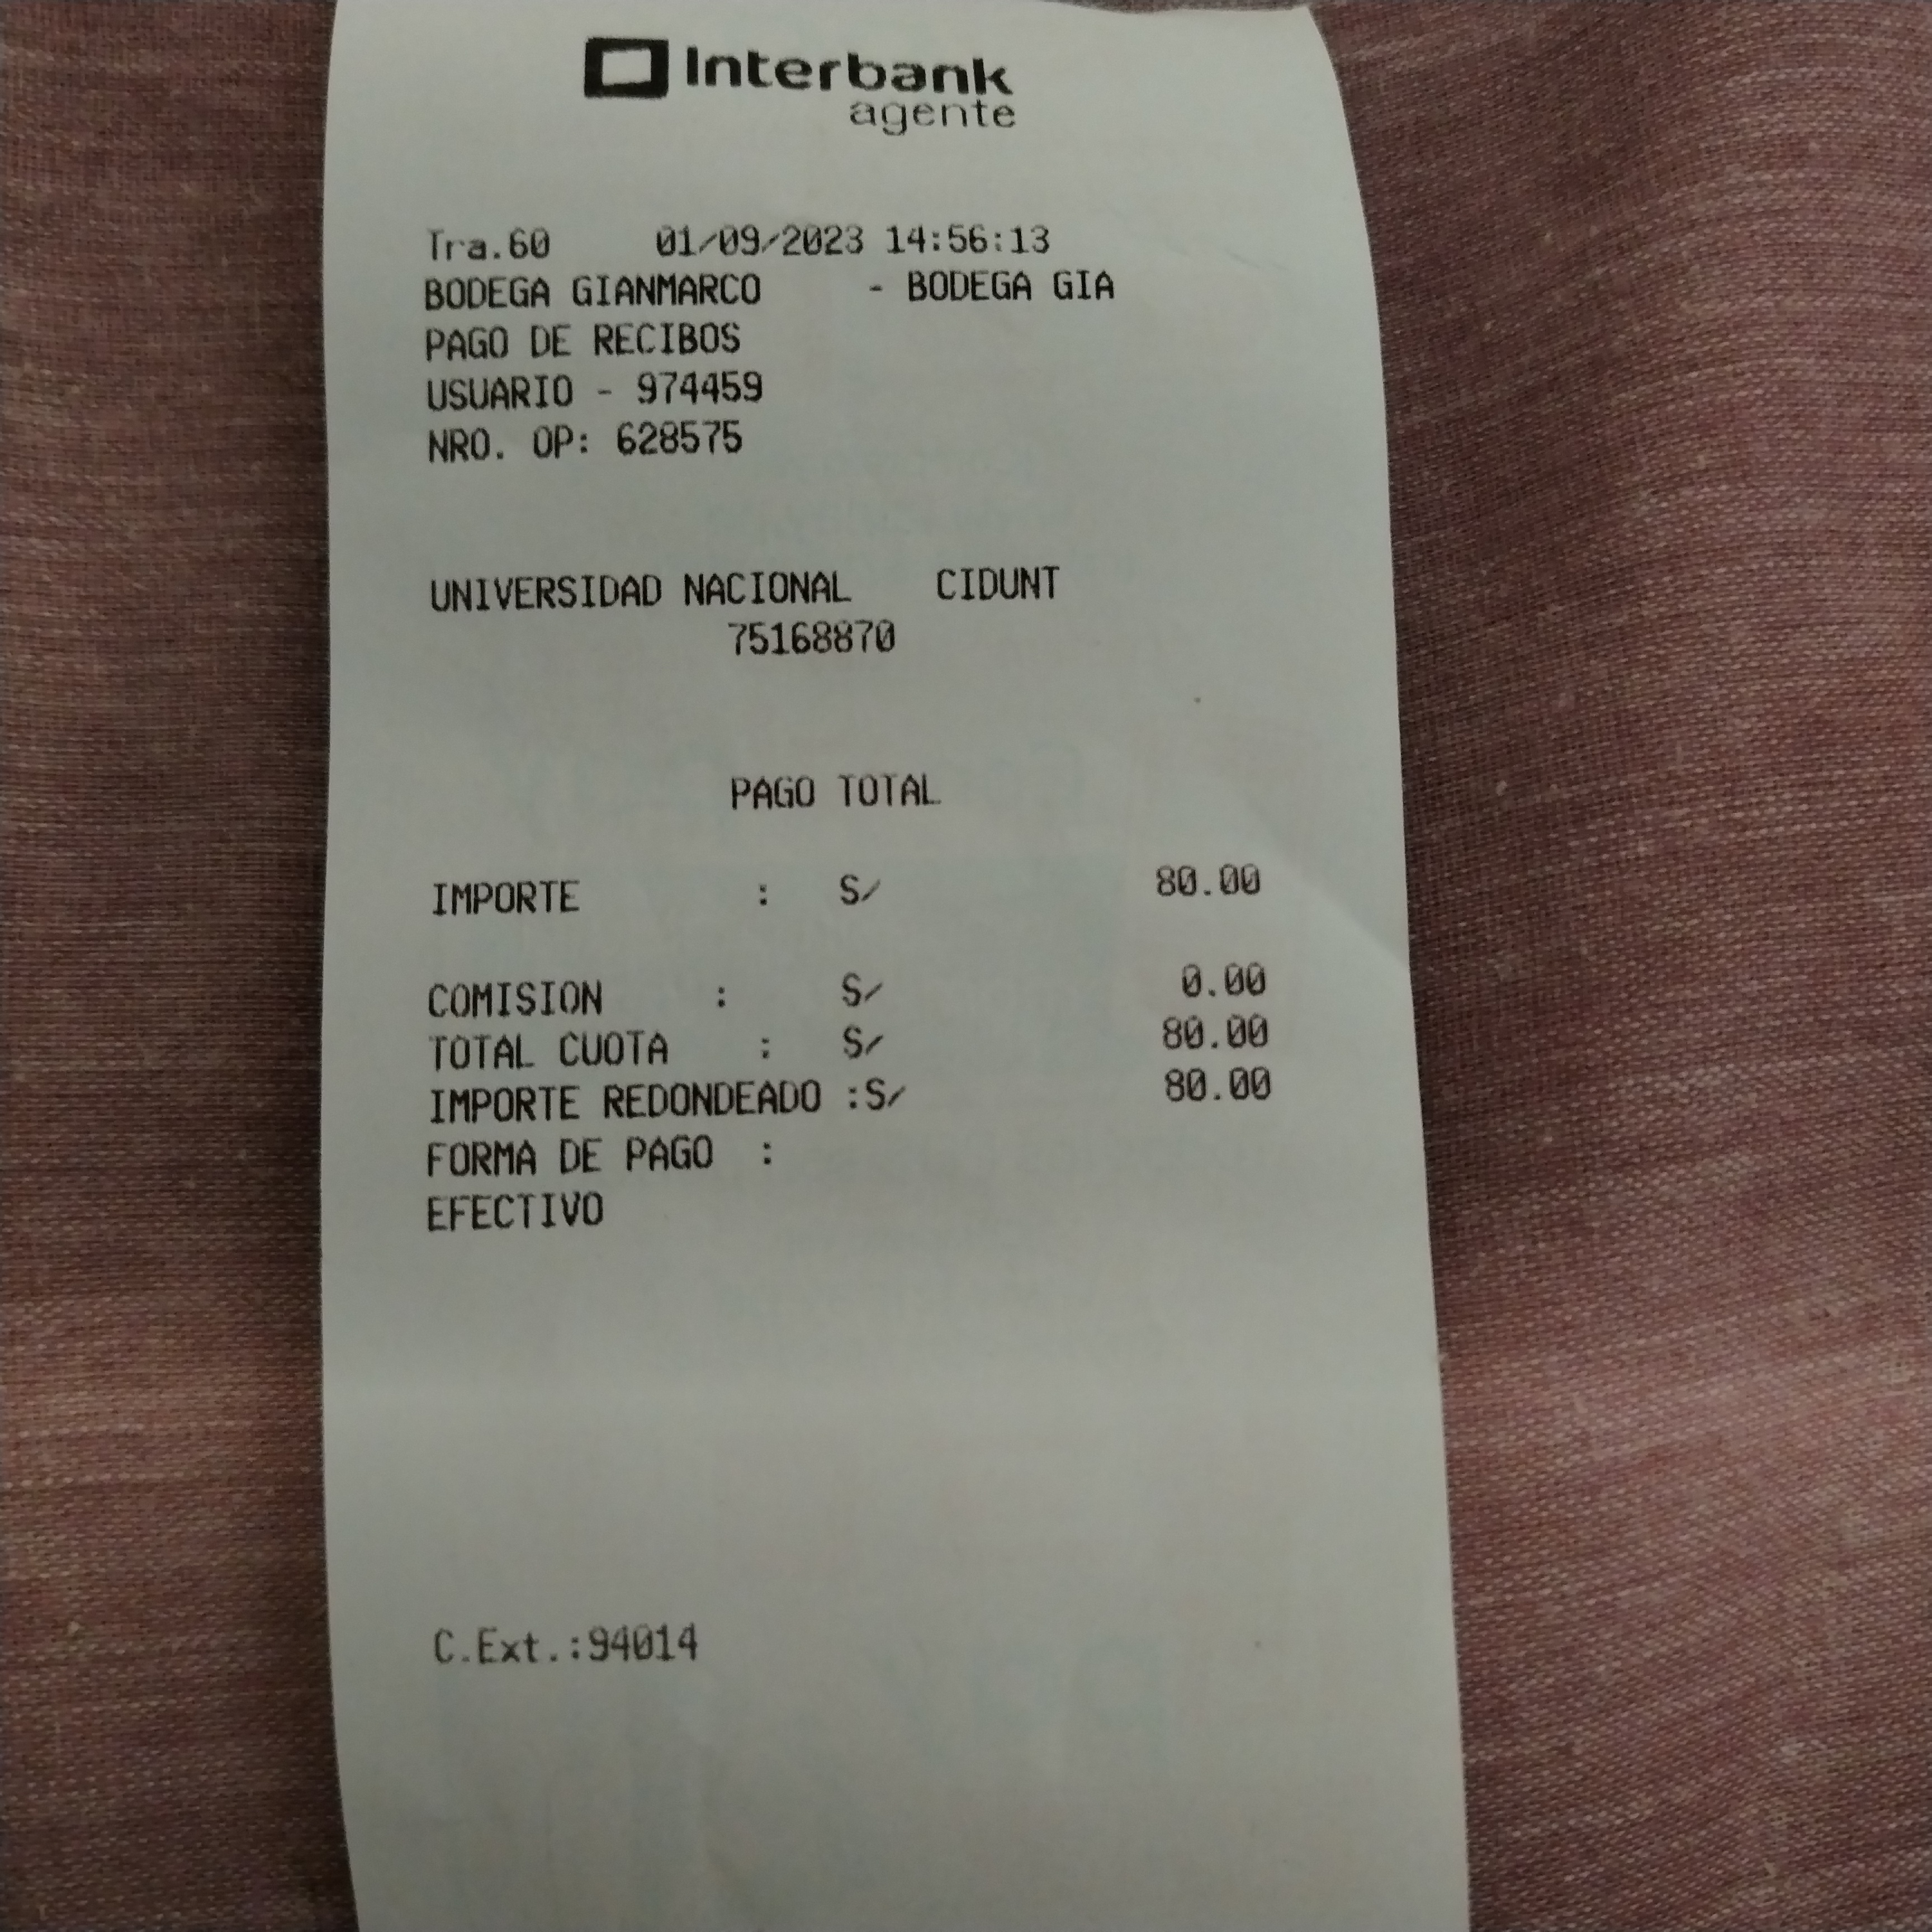 Interbank
agente
Tra.60 01/09/2023 14:56:13
BODEGA GIANMARCO - BODEGA GIA
PAGO DE RECIBOS
USUARIO - 974459
NRO. OP: 628575
UNIVERSIDAD NACIONAL CIDUNT
75168870
PAGO TOTAL
IMPORTE : S/ 80.00
COMISION : S/ 0.00
TOTAL CUOTA : S/ 80.00
IMPORTE REDONDEADO :S/ 80.00
FORMA DE PAGO :
EFECTIVO
C.Ext.:94014